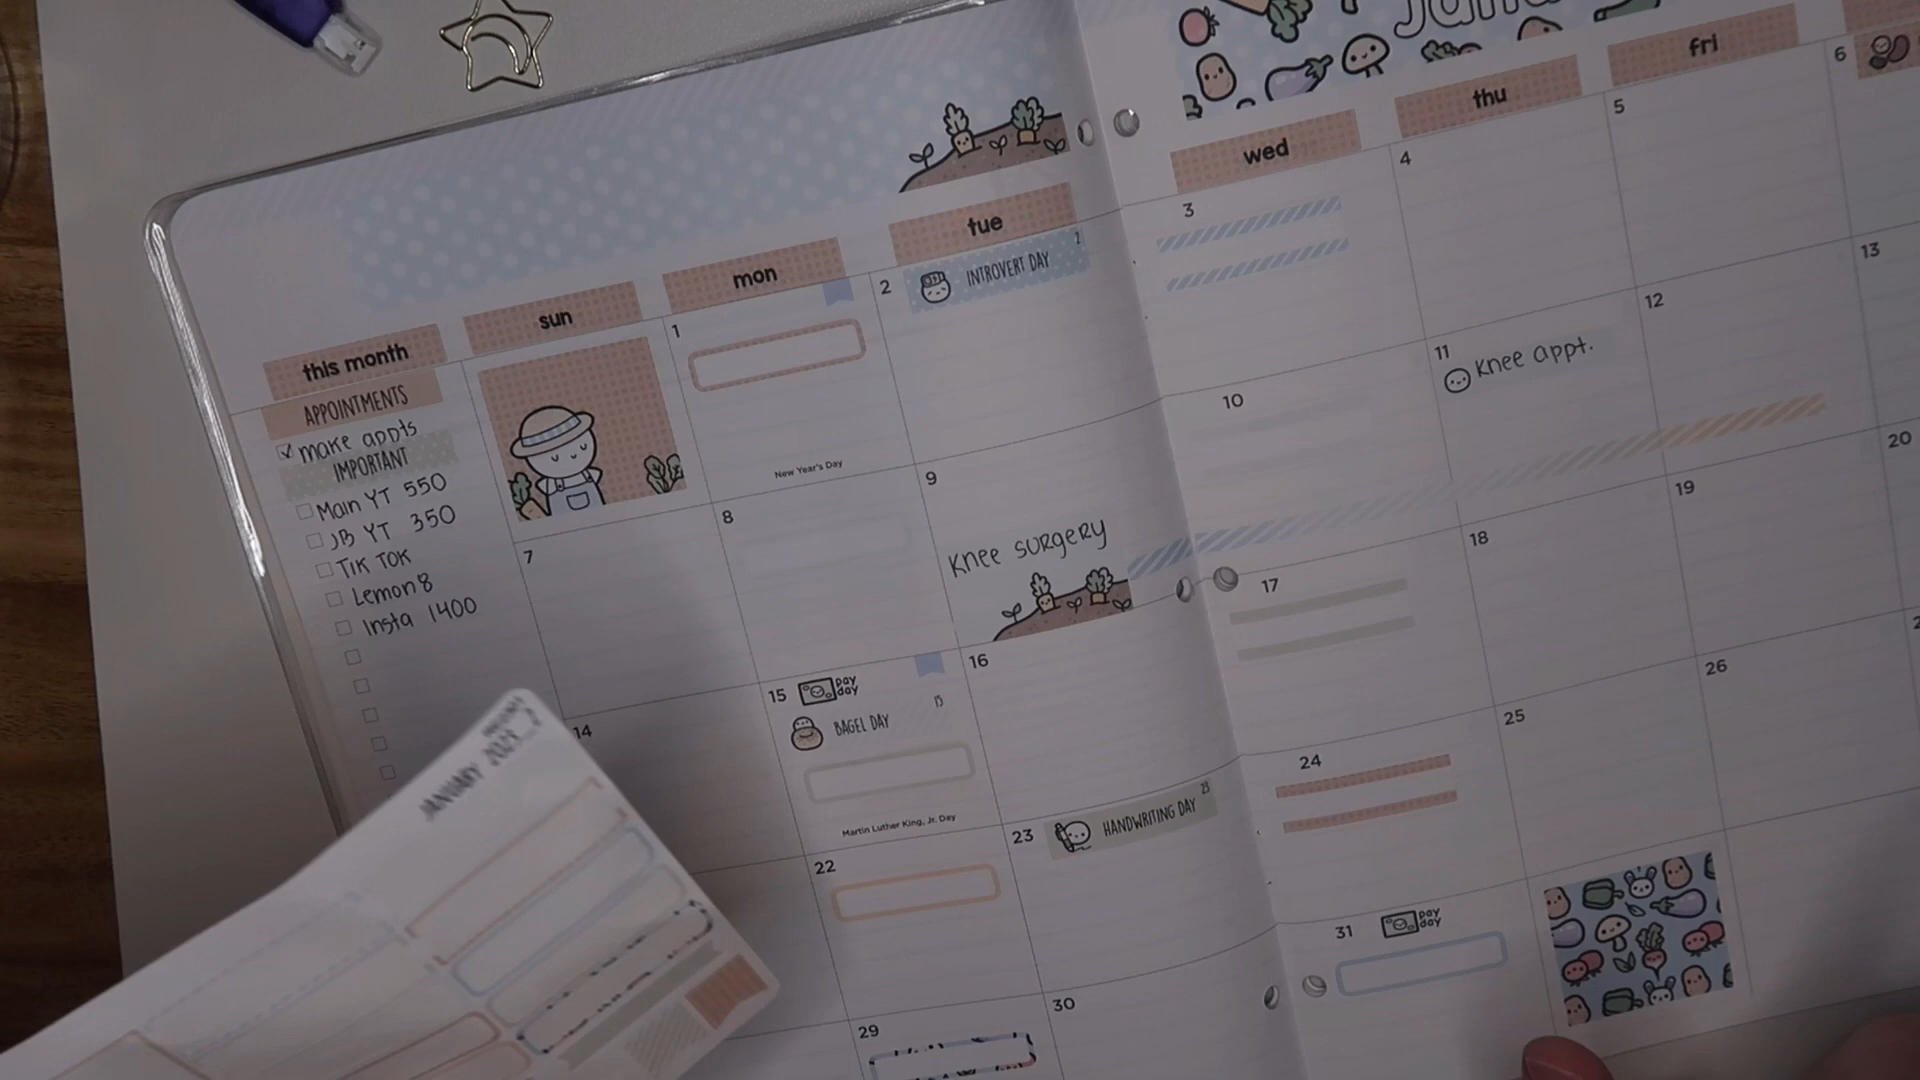 this month
sun
mon
tue
wed
thu
fri
APPOINTMENTS
make appts
IMPORTANT
Main YT 550
JB YT 350
TIK TOK
Lemon8
Insta 1400
1
New Year's Day
2
INTROVERT DAY
2
3
4
5
6
7
8
9
Knee surgery
10
11
Knee appt.
12
13
14
15
pay
day
BAGEL DAY
15
Martin Luther King, Jr. Day
16
17
18
19
20
22
23
HANDWRITING DAY
23
24
25
26
29
30
31
pay
day
JANUARY